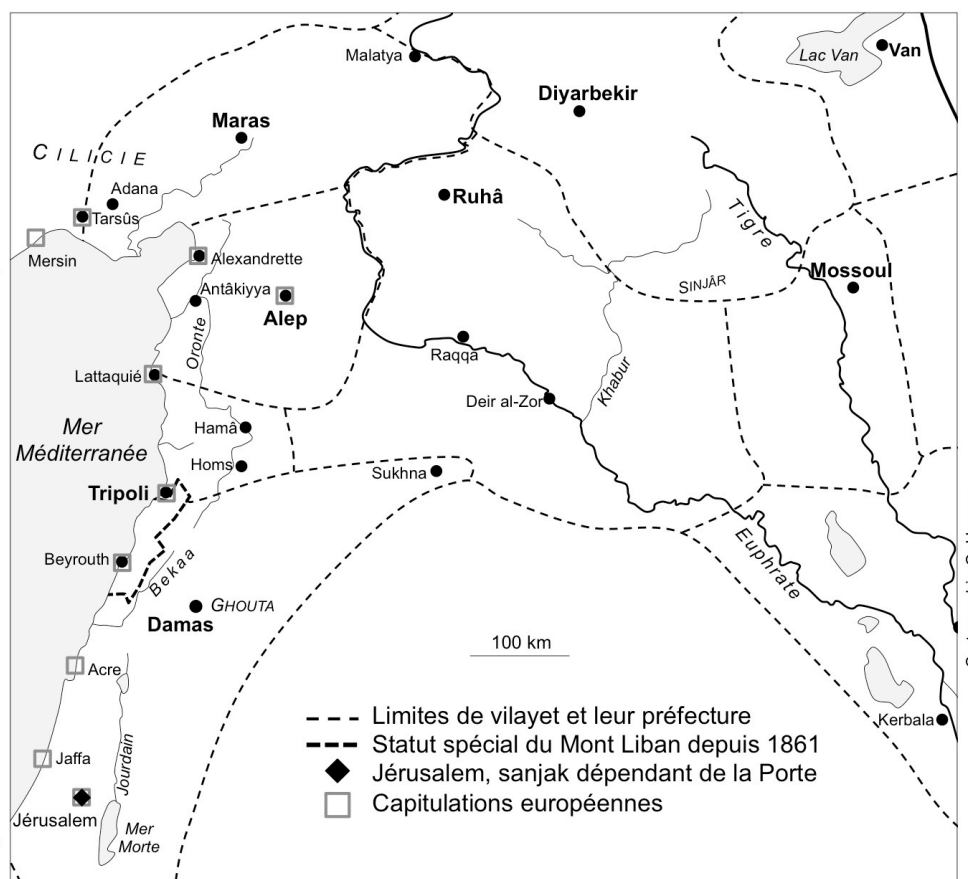 Malatya
Lac Van
Van
Diyarbekir
Maras
CILICIE
Adana
Ruhâ
Tarsûs
Tigre
Mersin
Alexandrette
Mossoul
SINJÂR
Antâkiyya
Alep
Oronte
Raqqa
Lattaquié
Khabur
Deir al-Zor
Mer
Méditerranée
Hamâ
Homs
Sukhna
Tripoli
Euphrate
Beyrouth
Bekaa
GHOUTA
Damas
100 km
Acre
Kerbala
Limites de vilayet et leur préfecture
Statut spécial du Mont Liban depuis 1861
Jaffa
Jourdain
Jérusalem, sanjak dépendant de la Porte
Capitulations européennes
Jérusalem
Mer
Morte